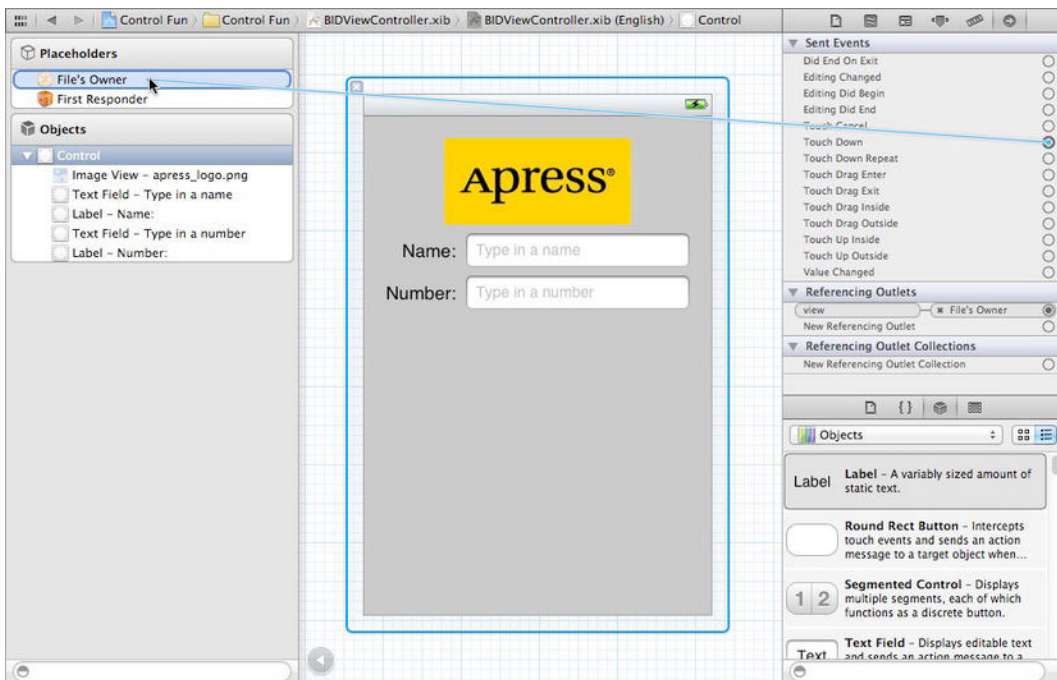 Control Fun
Control Fun
BIDViewController.xib
BIDViewController.xib (English)
Control
Placeholders
File's Owner
First Responder
Objects
Control
Image View – apress_logo.png
Text Field – Type in a name
Label – Name:
Text Field – Type in a number
Label – Number:
Apress®
Name:
Type in a name
Number:
Type in a number
Sent Events
Did End On Exit
Editing Changed
Editing Did Begin
Editing Did End
Touch Cancel
Touch Down
Touch Down Repeat
Touch Drag Enter
Touch Drag Exit
Touch Drag Inside
Touch Drag Outside
Touch Up Inside
Touch Up Outside
Value Changed
Referencing Outlets
view
File's Owner
New Referencing Outlet
Referencing Outlet Collections
New Referencing Outlet Collection
{}
Objects
Label
Label – A variably sized amount of
static text.
Round Rect Button – Intercepts
touch events and sends an action
message to a target object when...
1 2
Segmented Control – Displays
multiple segments, each of which
functions as a discrete button.
Text
Text Field – Displays editable text
and sends an action message to a